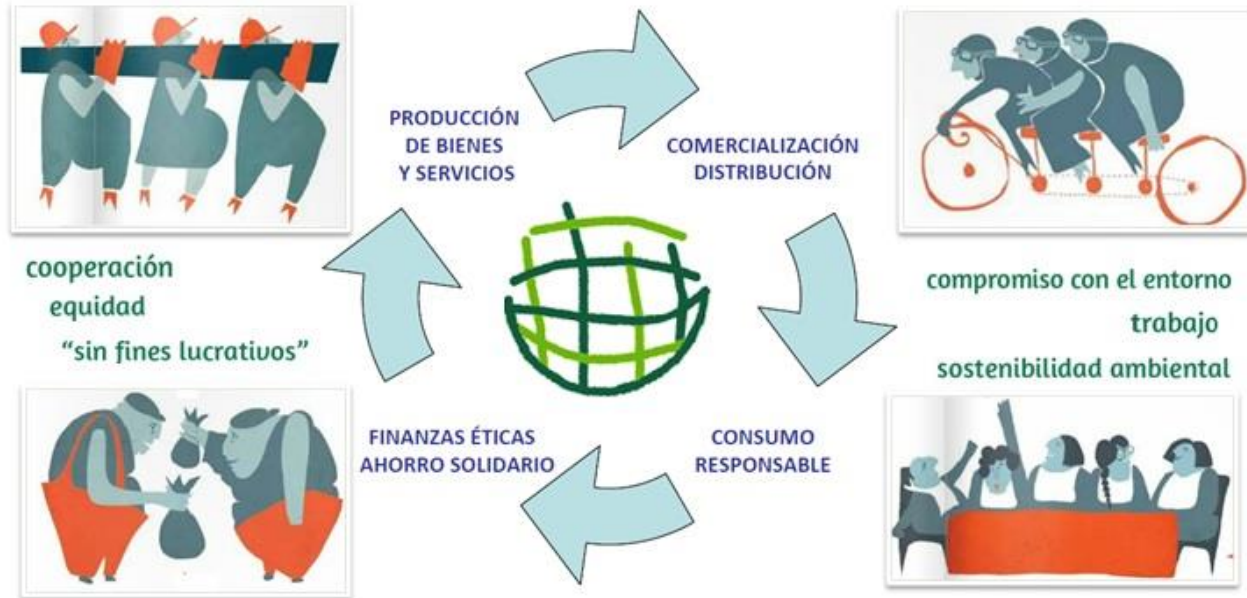 PRODUCCIÓN
DE BIENES
Y SERVICIOS
COMERCIALIZACIÓN
DISTRIBUCIÓN
cooperación
equidad
“sin fines lucrativos”
compromiso con el entorno
trabajo
sostenibilidad ambiental
FINANZAS ÉTICAS
AHORRO SOLIDARIO
CONSUMO
RESPONSABLE